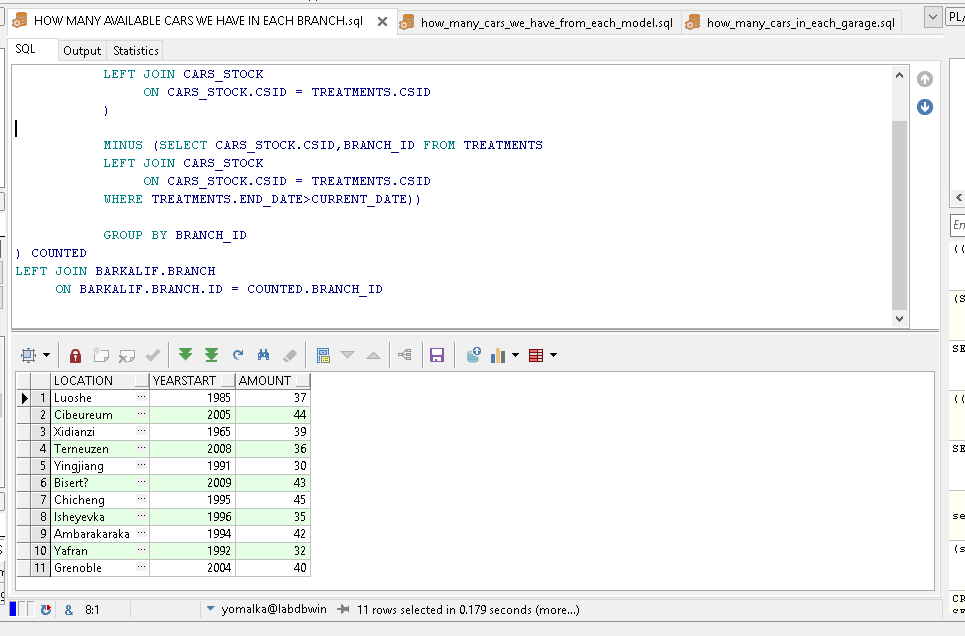 HOW MANY AVAILABLE CARS WE HAVE IN EACH BRANCH.sql
how_many_cars_we_have_from_each_model.sql
how_many_cars_in_each_garage.sql
SQL Output Statistics
LEFT JOIN CARS_STOCK
ON CARS_STOCK.CSID = TREATMENTS.CSID
)
MINUS (SELECT CARS_STOCK.CSID,BRANCH_ID FROM TREATMENTS
LEFT JOIN CARS_STOCK
ON CARS_STOCK.CSID = TREATMENTS.CSID
WHERE TREATMENTS.END_DATE>CURRENT_DATE))
GROUP BY BRANCH_ID
) COUNTED
LEFT JOIN BARKALIF.BRANCH
ON BARKALIF.BRANCH.ID = COUNTED.BRANCH_ID
LOCATION YEARSTART AMOUNT
1 Luoshe ... 1985 37
2 Cibeureum ... 2005 44
3 Xidianzi ... 1965 39
4 Terneuzen ... 2008 36
5 Yingjiang ... 1991 30
6 Bisert? ... 2009 43
7 Chicheng ... 1995 45
8 Isheyevka ... 1996 35
9 Ambarakaraka ... 1994 42
10 Yafran ... 1992 32
11 Grenoble ... 2004 40
& 8:1 yomalka@labdbwin 11 rows selected in 0.179 seconds (more...)